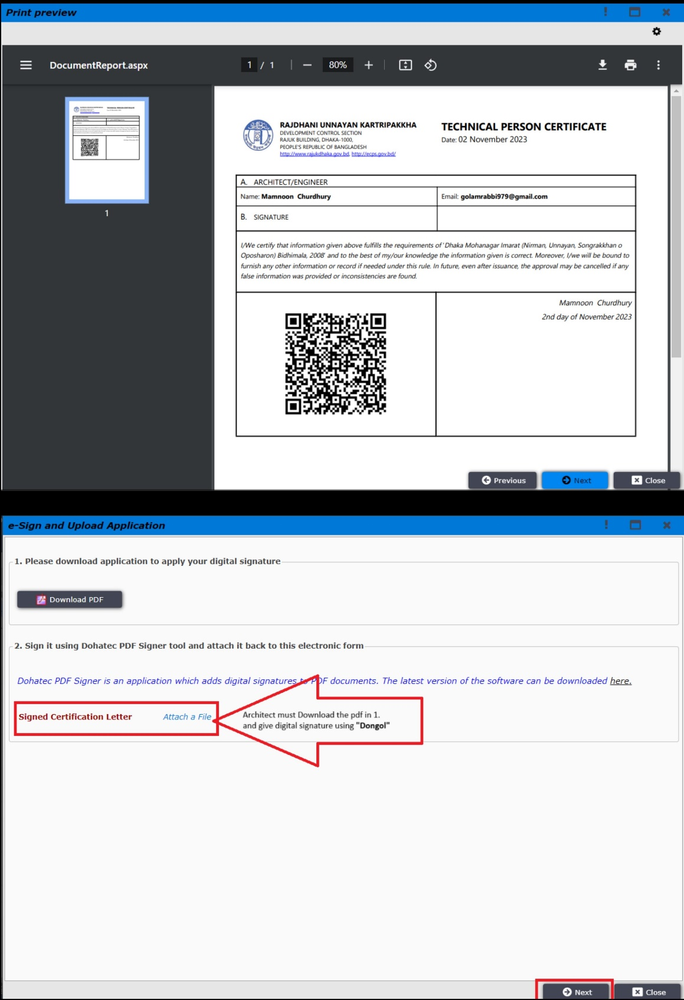 Print preview
DocumentReport.aspx
1 / 1
80%
1
RAJDHANI UNNAYAN KARTRIPAKKHA
DEVELOPMENT CONTROL SECTION
RAJUK BUILDING, DHAKA-1000,
PEOPLE'S REPUBLIC OF BANGLADESH
http://www.rajukdhaka.gov.bd, http://ecps.gov.bd/
TECHNICAL PERSON CERTIFICATE
Date: 02 November 2023
A. ARCHITECT/ENGINEER
Name: Mamnoon Churdhury
Email: golamrabbi979@gmail.com
B. SIGNATURE
I/We certify that information given above fulfills the requirements of 'Dhaka Mohanagar Imarat (Nirman, Unnayan, Songrakkhan o
Oposharon) Bidhimala, 2008' and to the best of my/our knowledge the information given is correct. Moreover, I/we will be bound to
furnish any other information or record if needed under this rule. In future, even after issuance, the approval may be cancelled if any
false information was provided or inconsistencies are found.
Mamnoon Churdhury
2nd day of November 2023
Previous
Next
Close
e-Sign and Upload Application
1. Please download application to apply your digital signature
Download PDF
2. Sign it using Dohatec PDF Signer tool and attach it back to this electronic form
Dohatec PDF Signer is an application which adds digital signatures to PDF documents. The latest version of the software can be downloaded here.
Signed Certification Letter
Attach a File
Architect must Download the pdf in 1.
and give digital signature using "Dongol"
Next
Close